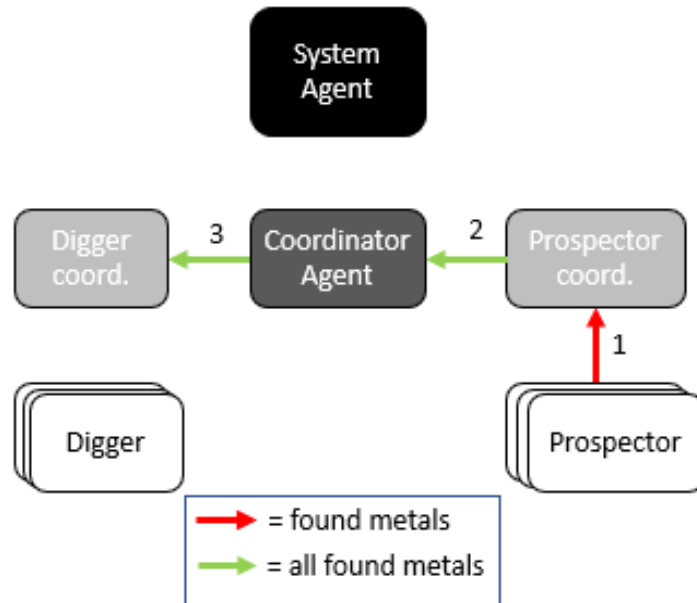 System
Agent
Digger
coord.
3
Coordinator
Agent
2
Prospector
coord.
1
Digger
Prospector
= found metals
= all found metals